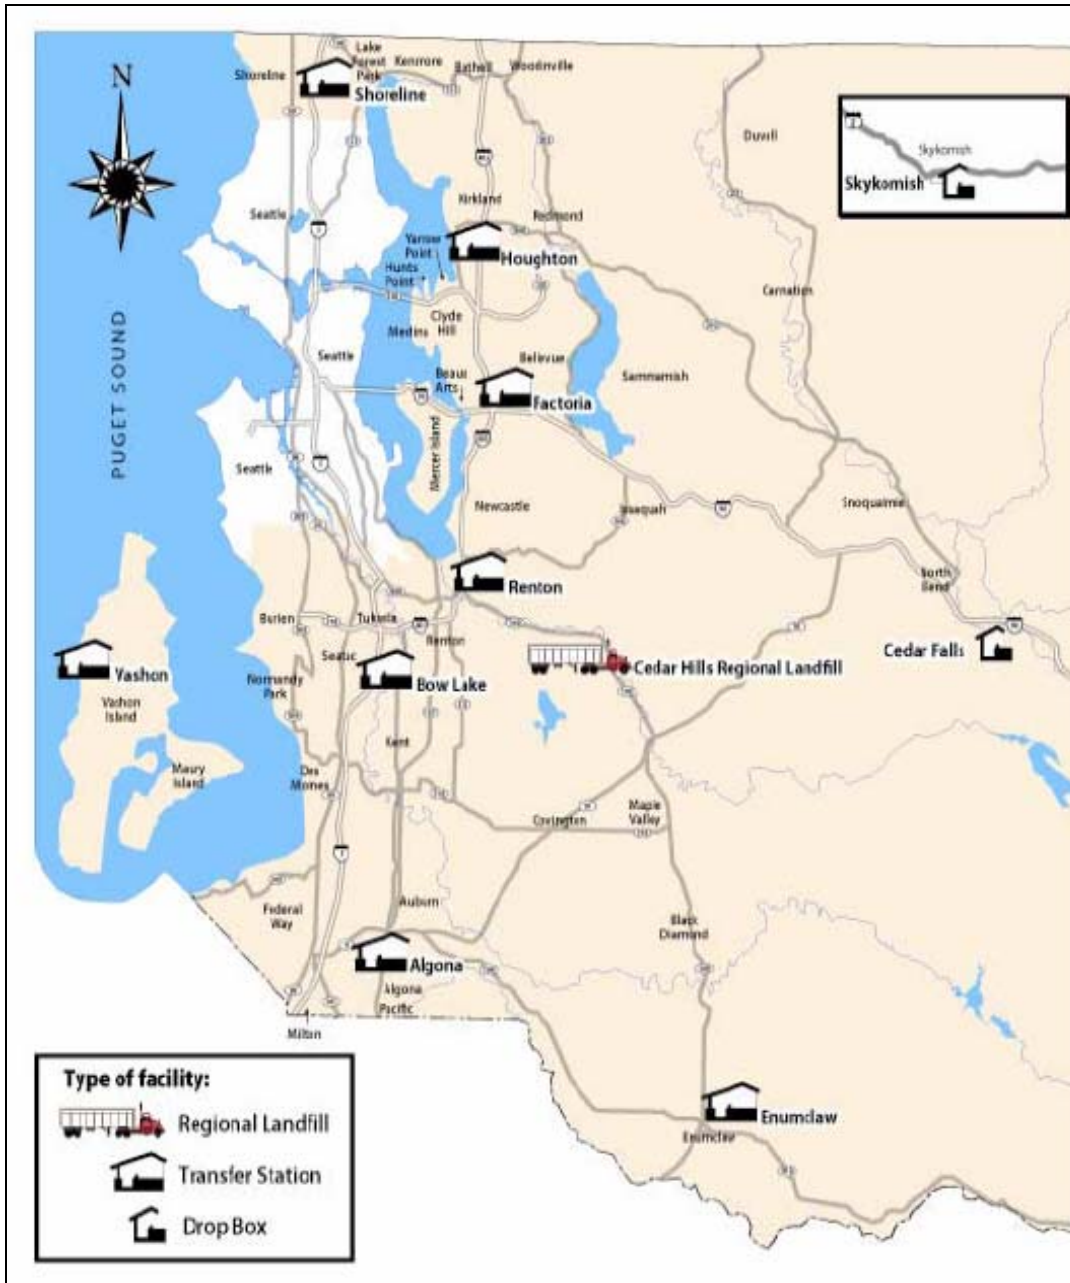 N
Lake
Forest
Park
Kenmore
Bothell
Woodinville
Shoreline
Shoreline
Duvall
Skykomish
Skykomish
Kirkland
Seattle
Redmond
Yarrow
Point
Houghton
Hunts
Point
Carnation
PUGET SOUND
Clyde
Hill
Medina
Seattle
Bellevue
Beaux
Arts
Sammamish
Factoria
Mercer Island
Seattle
Newcastle
Issaquah
Snoqualmie
North
Bend
Renton
Burien
Tukwila
Renton
Seatac
Cedar Falls
Cedar Hills Regional Landfill
Vashon
Bow Lake
Normandy
Park
Vashon
Island
Kent
Maury
Island
Des
Moines
Covington
Maple
Valley
Auburn
Federal
Way
Black
Diamond
Algona
Algona
Pacific
Milton
Type of facility:
Regional Landfill
Transfer Station
Drop Box
Enumclaw
Enumclaw